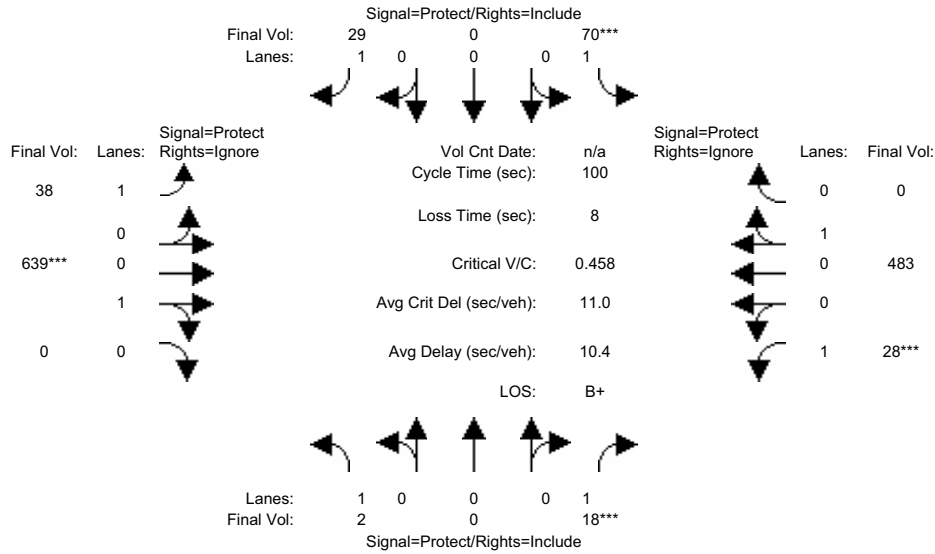 Signal=Protect/Rights=Include
Final Vol: 29 0 70***
Lanes: 1 0 0 0 1
Signal=Protect Signal=Protect
Final Vol: Lanes: Rights=Ignore Vol Cnt Date: n/a Rights=Ignore Lanes: Final Vol:
Cycle Time (sec): 100
38 1 0 0
Loss Time (sec): 8
0 1
639*** 0 Critical V/C: 0.458 0 483
1 Avg Crit Del (sec/veh): 11.0 0
0 0 Avg Delay (sec/veh): 10.4 1 28***
LOS: B+
Lanes: 1 0 0 0 1
Final Vol: 2 0 18***
Signal=Protect/Rights=Include